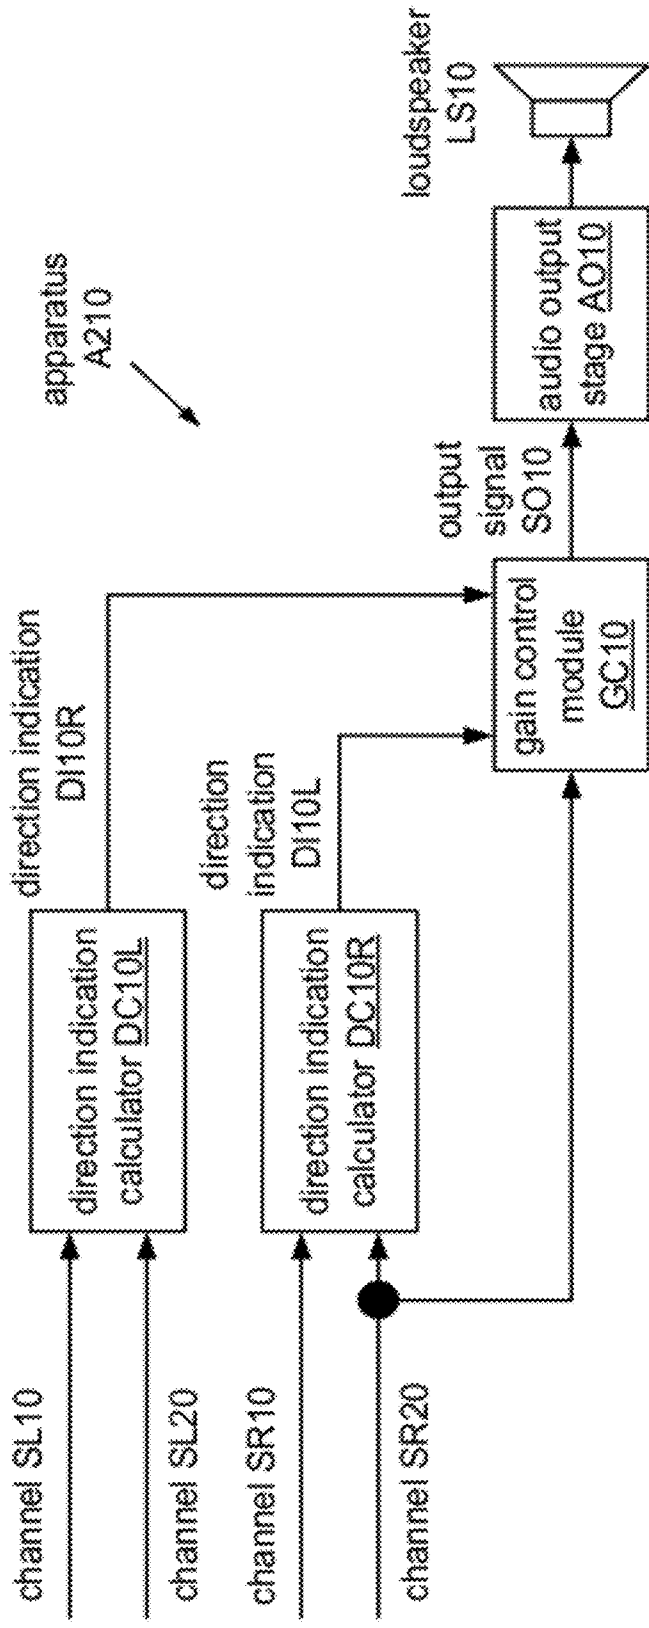 apparatus
A210
channel SL10
channel SL20
direction indication
calculator DC10L
direction indication
DI10R
channel SR10
channel SR20
direction indication
calculator DC10R
direction
indication
DI10L
gain control
module
GC10
output
signal
SO10
audio output
stage AO10
loudspeaker
LS10